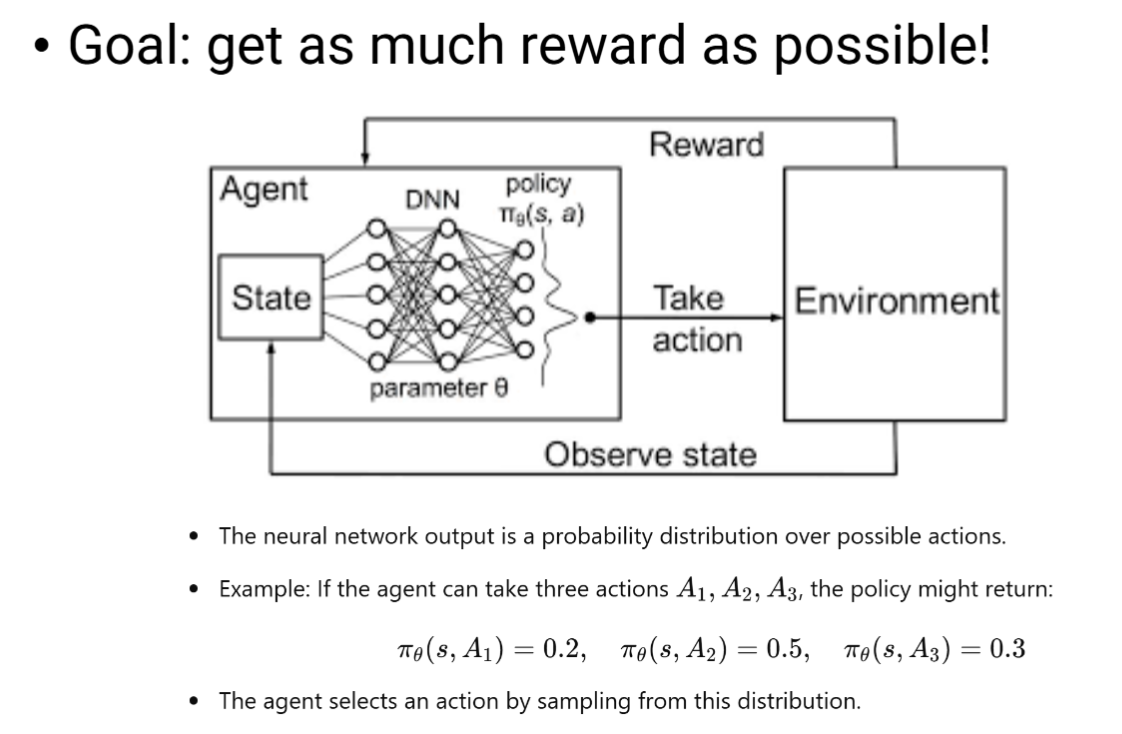 • Goal: get as much reward as possible!
Reward
Agent
DNN
policy
πθ(s, a)
State
Take
action
Environment
parameter θ
Observe state
• The neural network output is a probability distribution over possible actions.
• Example: If the agent can take three actions A₁, A₂, A₃, the policy might return:
πθ(s, A₁) = 0.2, πθ(s, A₂) = 0.5, πθ(s, A₃) = 0.3
• The agent selects an action by sampling from this distribution.